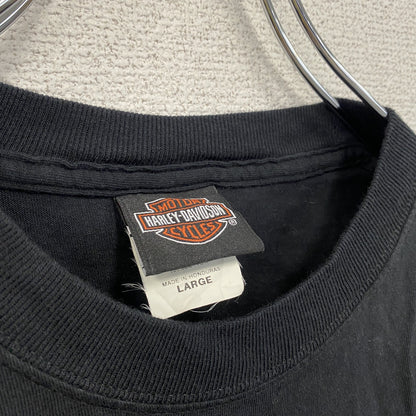 MOTOR
HARLEY-DAVIDSON
CYCLES
®
MADE IN HONDURAS
LARGE